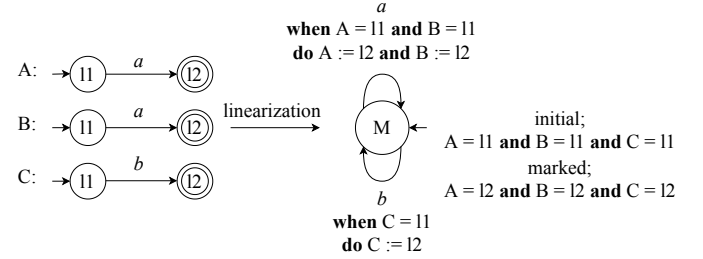 a
when A = l1 and B = l1
do A := l2 and B := l2
A: l1 a l2
B: l1 a l2
C: l1 b l2
linearization
M
initial;
A = l1 and B = l1 and C = l1
marked;
A = l2 and B = l2 and C = l2
b
when C = l1
do C := l2